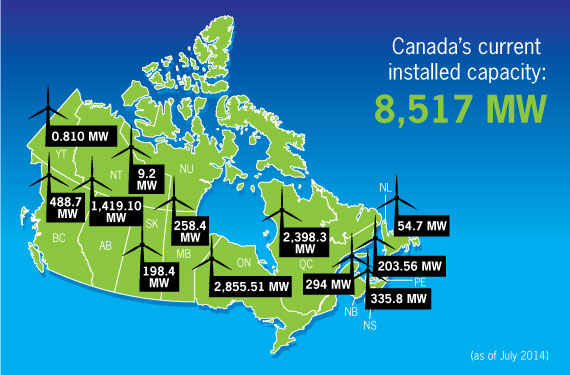 Canada's current
installed capacity:
8,517 MW
0.810 MW
YT
NT
9.2
MW
NU
488.7
MW
1,419.10
MW
SK
258.4
MW
MB
BC
AB
198.4
MW
ON
2,855.51 MW
2,398.3
MW
QC
NL
54.7 MW
203.56 MW
PE
294 MW
335.8 MW
NB
NS
(as of July 2014)